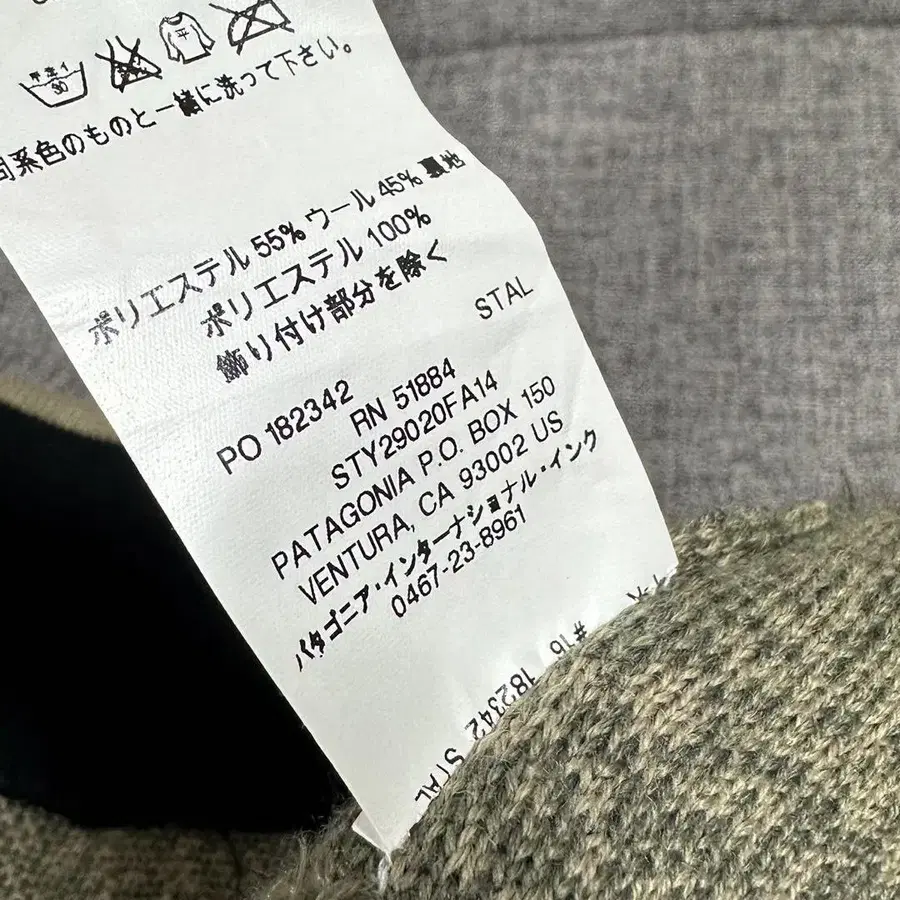 同系色のものと一緒に洗って下さい。
ポリエステル 55% ウール 45% 裏地
ポリエステル 100%
飾り付け部分を除く
STAL
PO 182342
RN 51884
STY29020FA14
PATAGONIA P.O. BOX 150
VENTURA, CA 93002 US
パタゴニア・インターナショナル・インク
0467-23-8961
#16 182342 STAL